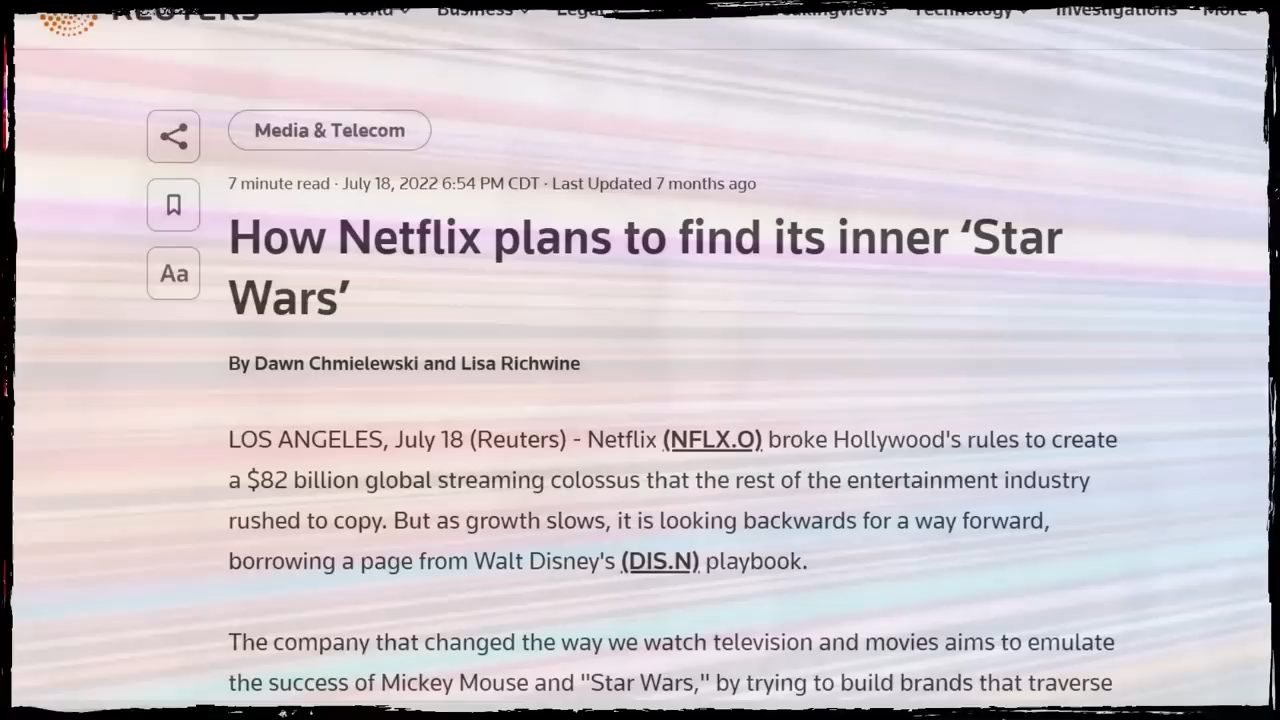 REUTERS World Business Legal Breakingviews Technology Investigations More
Media & Telecom
7 minute read · July 18, 2022 6:54 PM CDT · Last Updated 7 months ago
Aa
How Netflix plans to find its inner ‘Star
Wars’
By Dawn Chmielewski and Lisa Richwine
LOS ANGELES, July 18 (Reuters) - Netflix (NFLX.O) broke Hollywood's rules to create
a $82 billion global streaming colossus that the rest of the entertainment industry
rushed to copy. But as growth slows, it is looking backwards for a way forward,
borrowing a page from Walt Disney's (DIS.N) playbook.
The company that changed the way we watch television and movies aims to emulate
the success of Mickey Mouse and "Star Wars," by trying to build brands that traverse